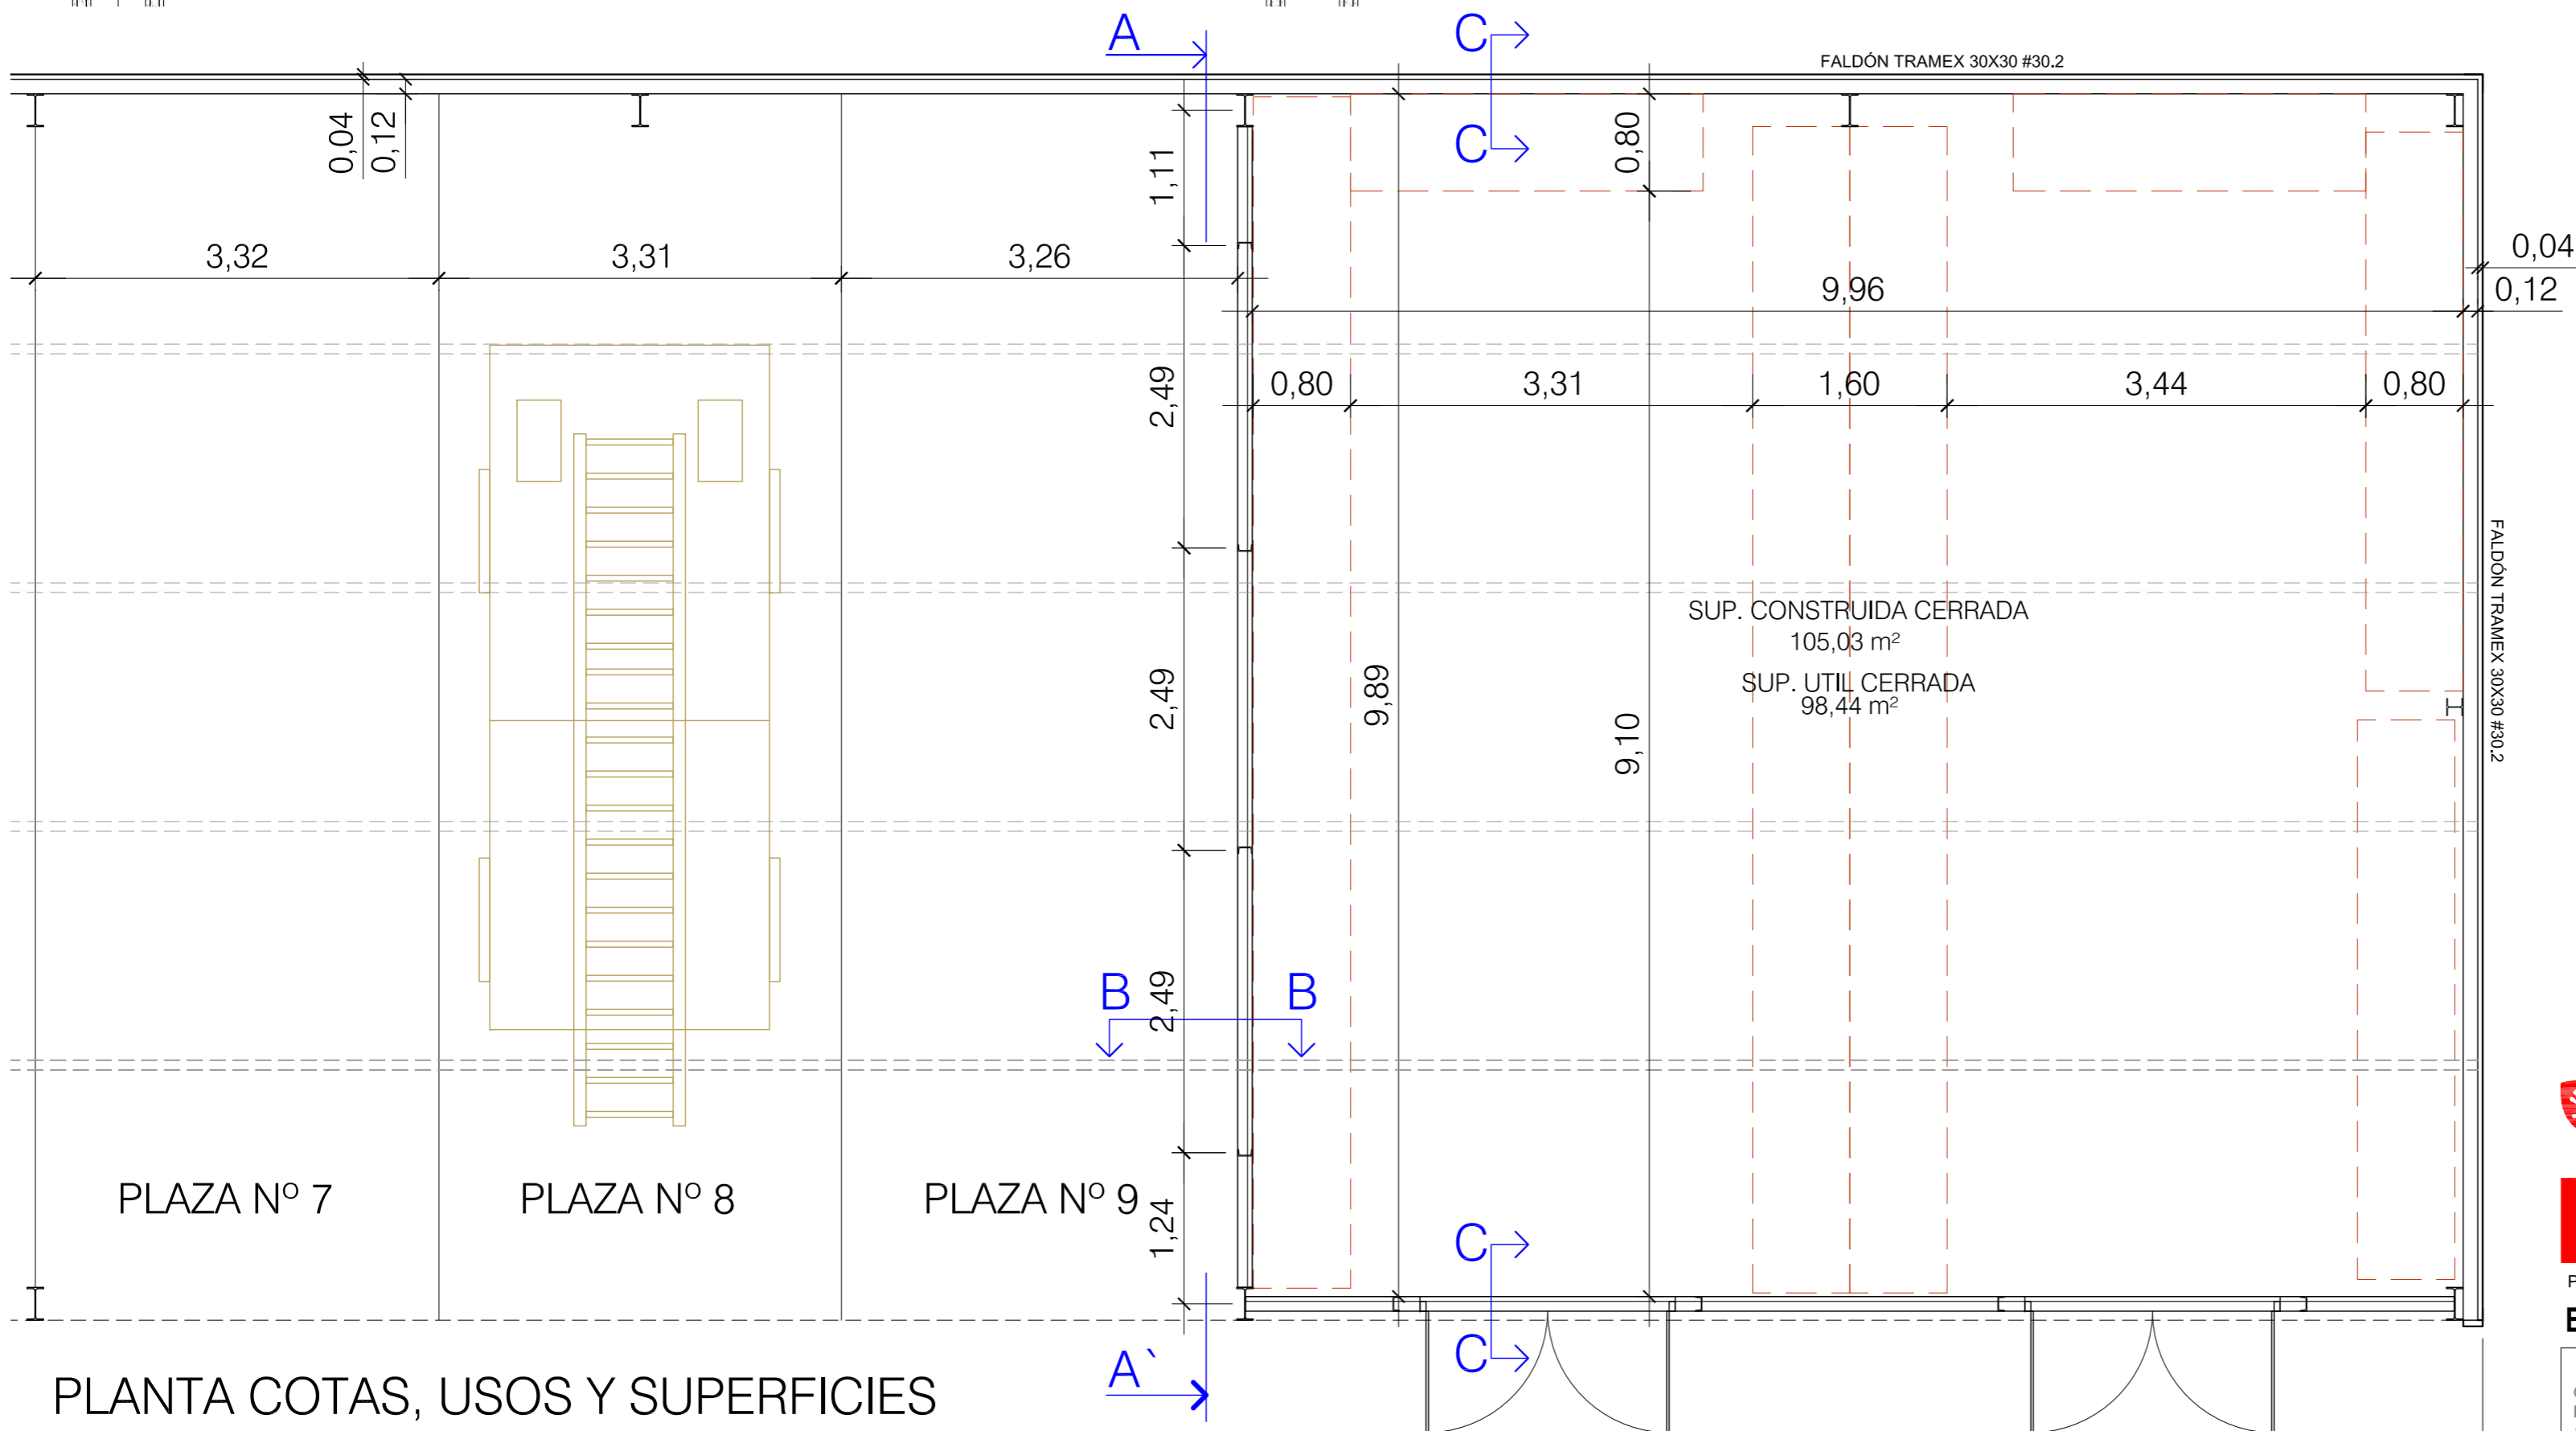 A
C
FALDÓN TRAMEX 30X30 #30.2
C
0,04
0,12
1,11
0,80
3,32
3,31
3,26
9,96
0,04
0,12
2,49
0,80
3,31
1,60
3,44
0,80
FALDÓN TRAMEX 30X30 #30.2
SUP. CONSTRUIDA CERRADA
105,03 m²
SUP. UTIL CERRADA
98,44 m²
2,49
9,89
9,10
B
B
2,49
PLAZA Nº 7
PLAZA Nº 8
PLAZA Nº 9
1,24
C
C
A`
PLANTA COTAS, USOS Y SUPERFICIES